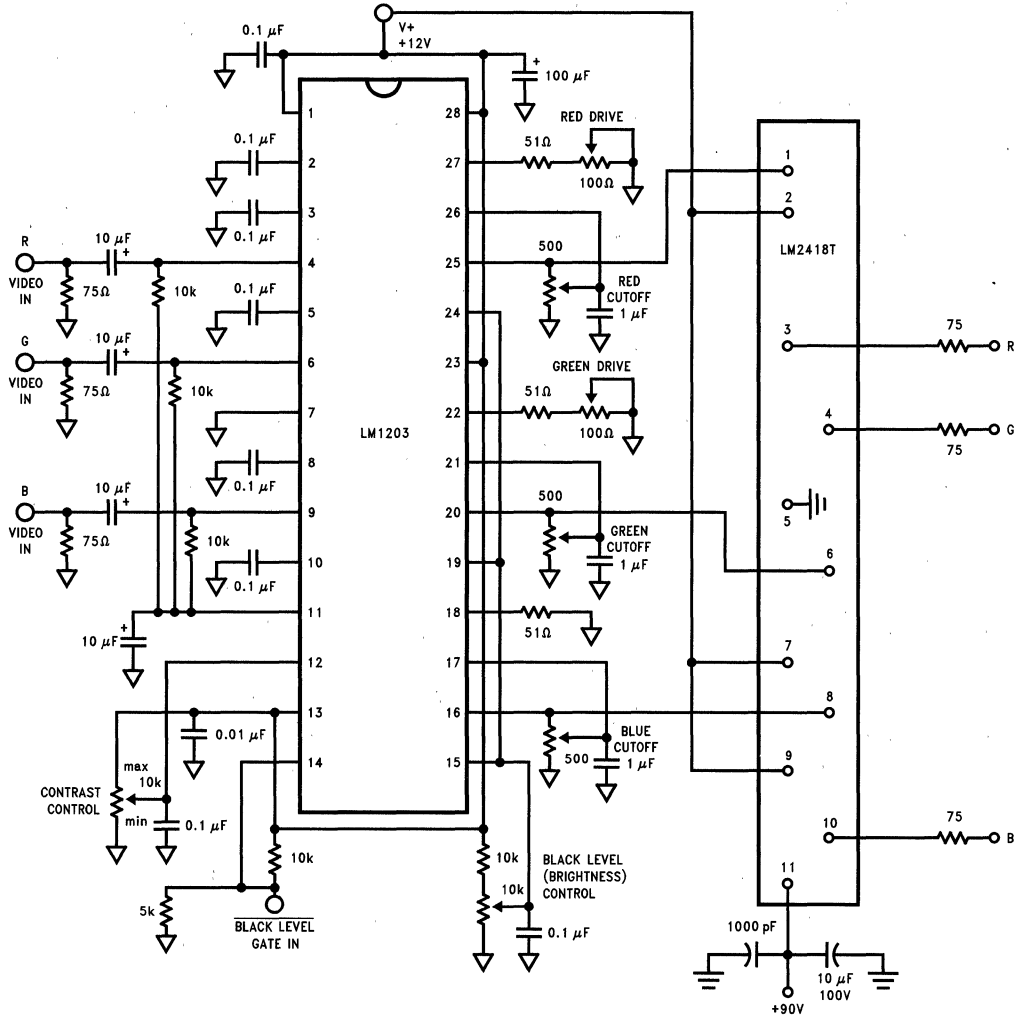 V+
+12V
0.1 μF
+
100 μF
1
28
RED DRIVE
51Ω
100Ω
0.1 μF
2
27
3
0.1 μF
26
R
VIDEO
IN
10 μF
+
75Ω
10k
4
25
500
RED
CUTOFF
1 μF
0.1 μF
5
24
G
VIDEO
IN
10 μF
+
75Ω
10k
6
23
GREEN DRIVE
51Ω
100Ω
7
22
LM1203
8
0.1 μF
21
B
VIDEO
IN
10 μF
+
75Ω
10k
9
20
500
GREEN
CUTOFF
1 μF
10
0.1 μF
19
+
10 μF
11
18
51Ω
12
17
13
0.01 μF
16
500
BLUE
CUTOFF
1 μF
14
15
CONTRAST
CONTROL
max
10k
min
0.1 μF
10k
5k
BLACK LEVEL
GATE IN
10k
10k
BLACK LEVEL
(BRIGHTNESS)
CONTROL
0.1 μF
1
2
LM2418T
3
75
R
4
75
G
5
6
7
8
9
10
75
B
11
1000 pF
10 μF
100V
+90V